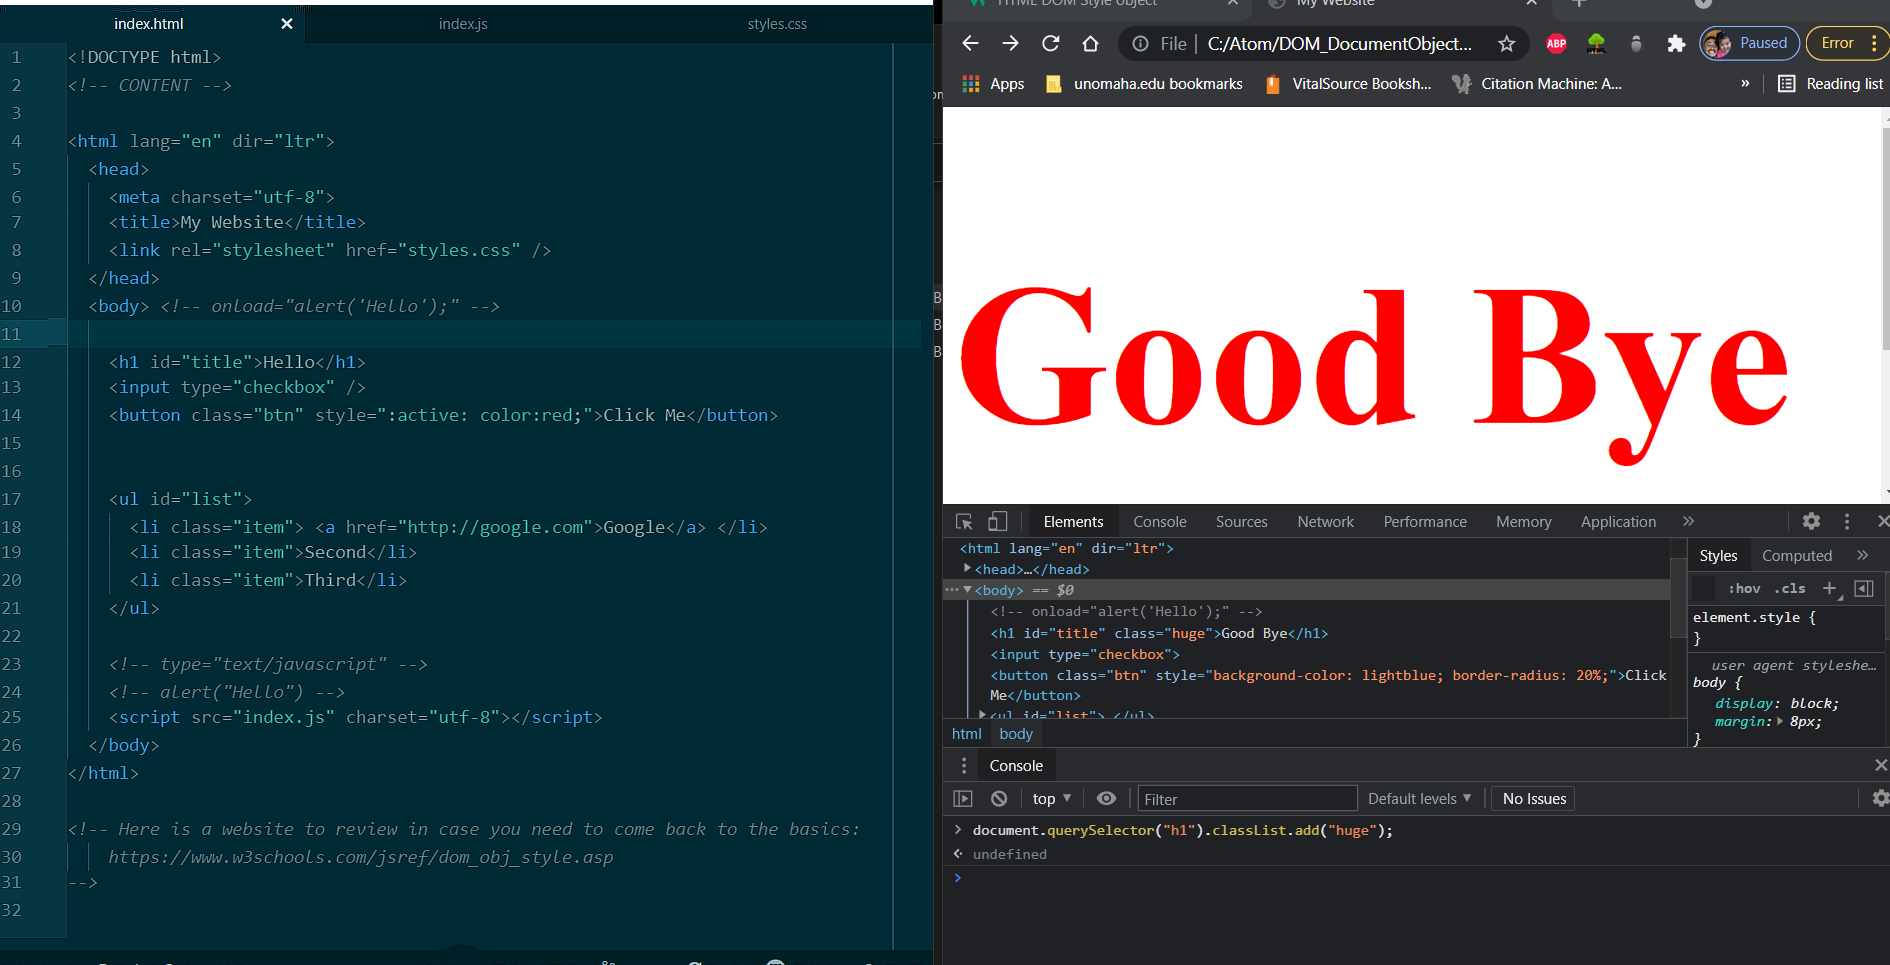 index.html
index.js
styles.css
1 <!DOCTYPE html>
2 <!-- CONTENT -->
3
4 <html lang="en" dir="ltr">
5 <head>
6 <meta charset="utf-8">
7 <title>My Website</title>
8 <link rel="stylesheet" href="styles.css" />
9 </head>
10 <body> <!-- onload="alert('Hello');" -->
11
12 <h1 id="title">Hello</h1>
13 <input type="checkbox" />
14 <button class="btn" style=":active: color:red;">Click Me</button>
15
16
17 <ul id="list">
18 <li class="item"> <a href="http://google.com">Google</a> </li>
19 <li class="item">Second</li>
20 <li class="item">Third</li>
21 </ul>
22
23 <!-- type="text/javascript" -->
24 <!-- alert("Hello") -->
25 <script src="index.js" charset="utf-8"></script>
26 </body>
27 </html>
28
29 <!-- Here is a website to review in case you need to come back to the basics:
30 https://www.w3schools.com/jsref/dom_obj_style.asp
31 -->
32
HTML DOM Style object
My Website
File | C:/Atom/DOM_DocumentObject...
ABP
Paused
Error
Apps
unomaha.edu bookmarks
VitalSource Booksh...
Citation Machine: A...
»
Reading list
Good Bye
Elements
Console
Sources
Network
Performance
Memory
Application
»
<html lang="en" dir="ltr">
<head>…</head>
<body> == $0
<!-- onload="alert('Hello');" -->
<h1 id="title" class="huge">Good Bye</h1>
<input type="checkbox">
<button class="btn" style="background-color: lightblue; border-radius: 20%;">Click
Me</button>
<ul id="list"> </ul>
html
body
Styles
Computed
»
:hov
.cls
element.style {
}
user agent styleshe…
body {
display: block;
margin: 8px;
}
Console
top
Filter
Default levels
No Issues
document.querySelector("h1").classList.add("huge");
undefined